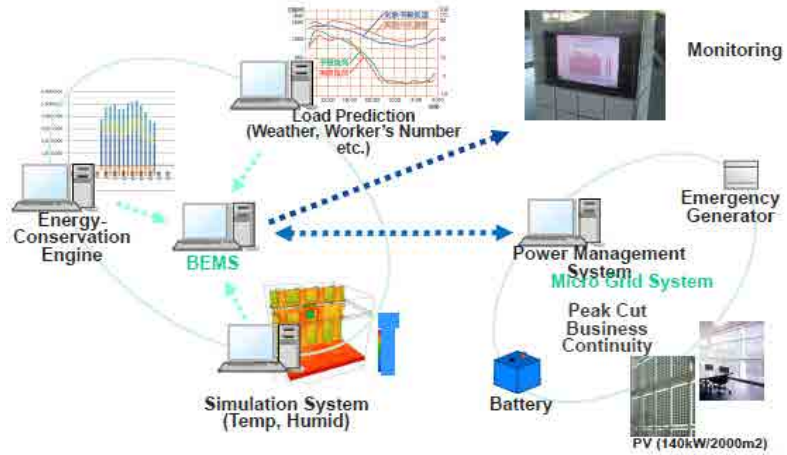 Monitoring
Load Prediction
(Weather, Worker's Number
etc.)
Energy-
Conservation
Engine
BEMS
Simulation System
(Temp, Humid)
Emergency
Generator
Power Management
System
Micro Grid System
Peak Cut
Business
Continuity
Battery
PV (140kW/2000m2)